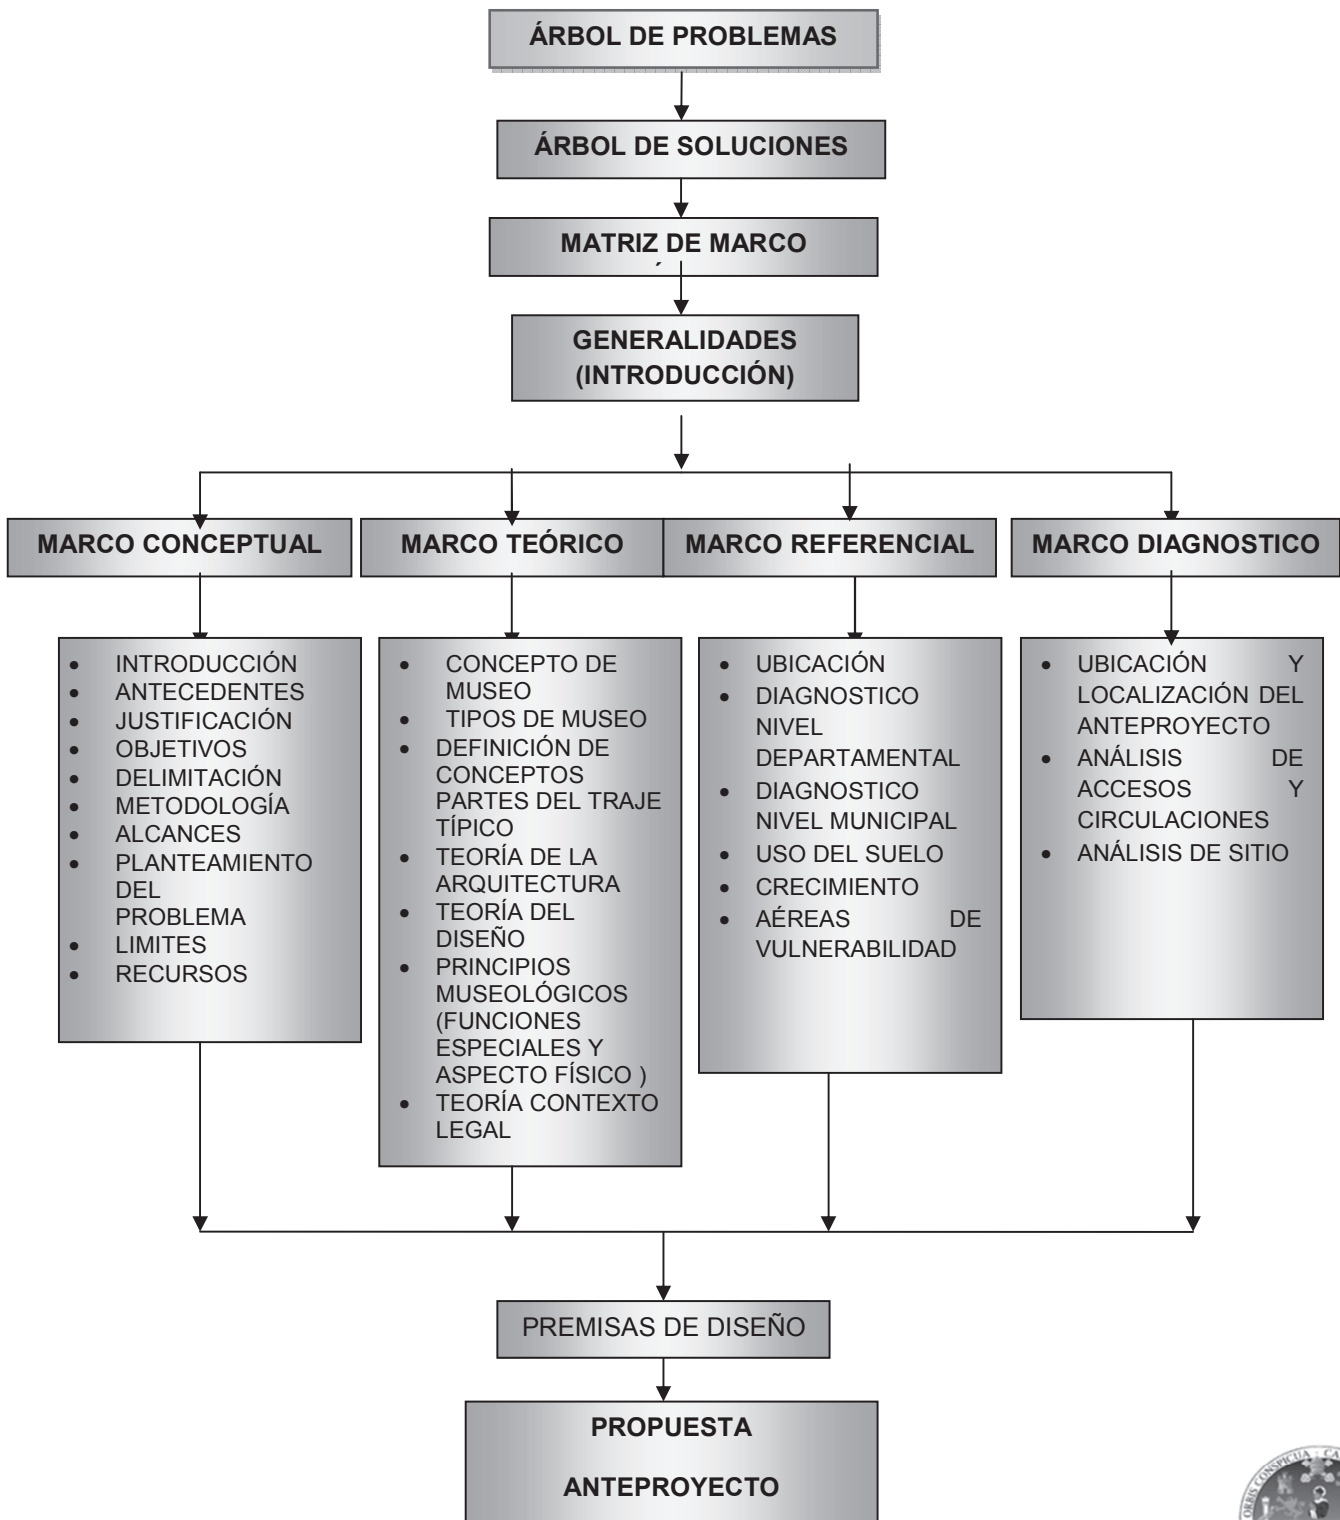 ÁRBOL DE PROBLEMAS
ÁRBOL DE SOLUCIONES
MATRIZ DE MARCO
GENERALIDADES
(INTRODUCCIÓN)
MARCO CONCEPTUAL
MARCO TEÓRICO
MARCO REFERENCIAL
MARCO DIAGNOSTICO
• INTRODUCCIÓN
• ANTECEDENTES
• JUSTIFICACIÓN
• OBJETIVOS
• DELIMITACIÓN
• METODOLOGÍA
• ALCANCES
• PLANTEAMIENTO
DEL
PROBLEMA
• LIMITES
• RECURSOS
• CONCEPTO DE
MUSEO
• TIPOS DE MUSEO
• DEFINICIÓN DE
CONCEPTOS
PARTES DEL TRAJE
TÍPICO
• TEORÍA DE LA
ARQUITECTURA
• TEORÍA DEL
DISEÑO
• PRINCIPIOS
MUSEOLÓGICOS
(FUNCIONES
ESPECIALES Y
ASPECTO FÍSICO )
• TEORÍA CONTEXTO
LEGAL
• UBICACIÓN
• DIAGNOSTICO
NIVEL
DEPARTAMENTAL
• DIAGNOSTICO
NIVEL MUNICIPAL
• USO DEL SUELO
• CRECIMIENTO
• AÉREAS DE
VULNERABILIDAD
• UBICACIÓN Y
LOCALIZACIÓN DEL
ANTEPROYECTO
• ANÁLISIS DE
ACCESOS Y
CIRCULACIONES
• ANÁLISIS DE SITIO
PREMISAS DE DISEÑO
PROPUESTA
ANTEPROYECTO
ORBIS CONSPICUA